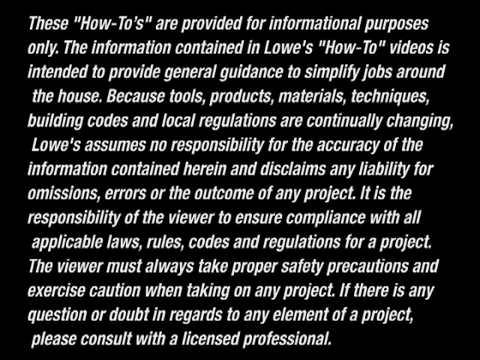 These "How-To's" are provided for informational purposes
only. The information contained in Lowe's "How-To" videos is
intended to provide general guidance to simplify jobs around
the house. Because tools, products, materials, techniques,
building codes and local regulations are continually changing,
Lowe's assumes no responsibility for the accuracy of the
information contained herein and disclaims any liability for
omissions, errors or the outcome of any project. It is the
responsibility of the viewer to ensure compliance with all
applicable laws, rules, codes and regulations for a project.
The viewer must always take proper safety precautions and
exercise caution when taking on any project. If there is any
question or doubt in regards to any element of a project,
please consult with a licensed professional.